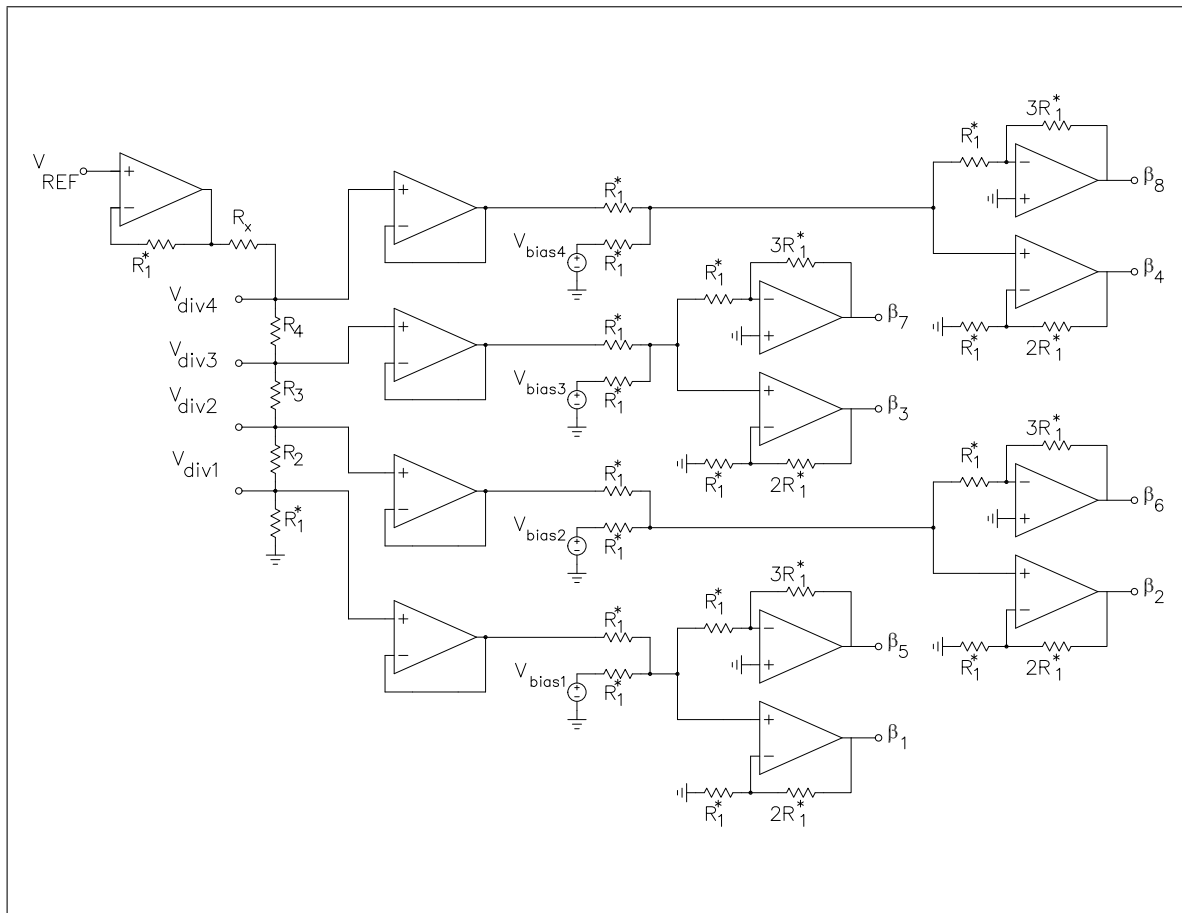 3R*1
R*1
β8
V
REF
R*1
Rx
Vbias4
R*1
3R*1
R*1
β4
Vdiv4
R*1
2R*1
R*1
R4
β7
Vdiv3
Vbias3
R*1
R3
β3
Vdiv2
3R*1
R*1
R2
R*1
2R*1
Vdiv1
R*1
β6
R*1
Vbias2
R*1
3R*1
R*1
β2
R*1
R*1
2R*1
β5
Vbias1
R*1
β1
R*1
2R*1